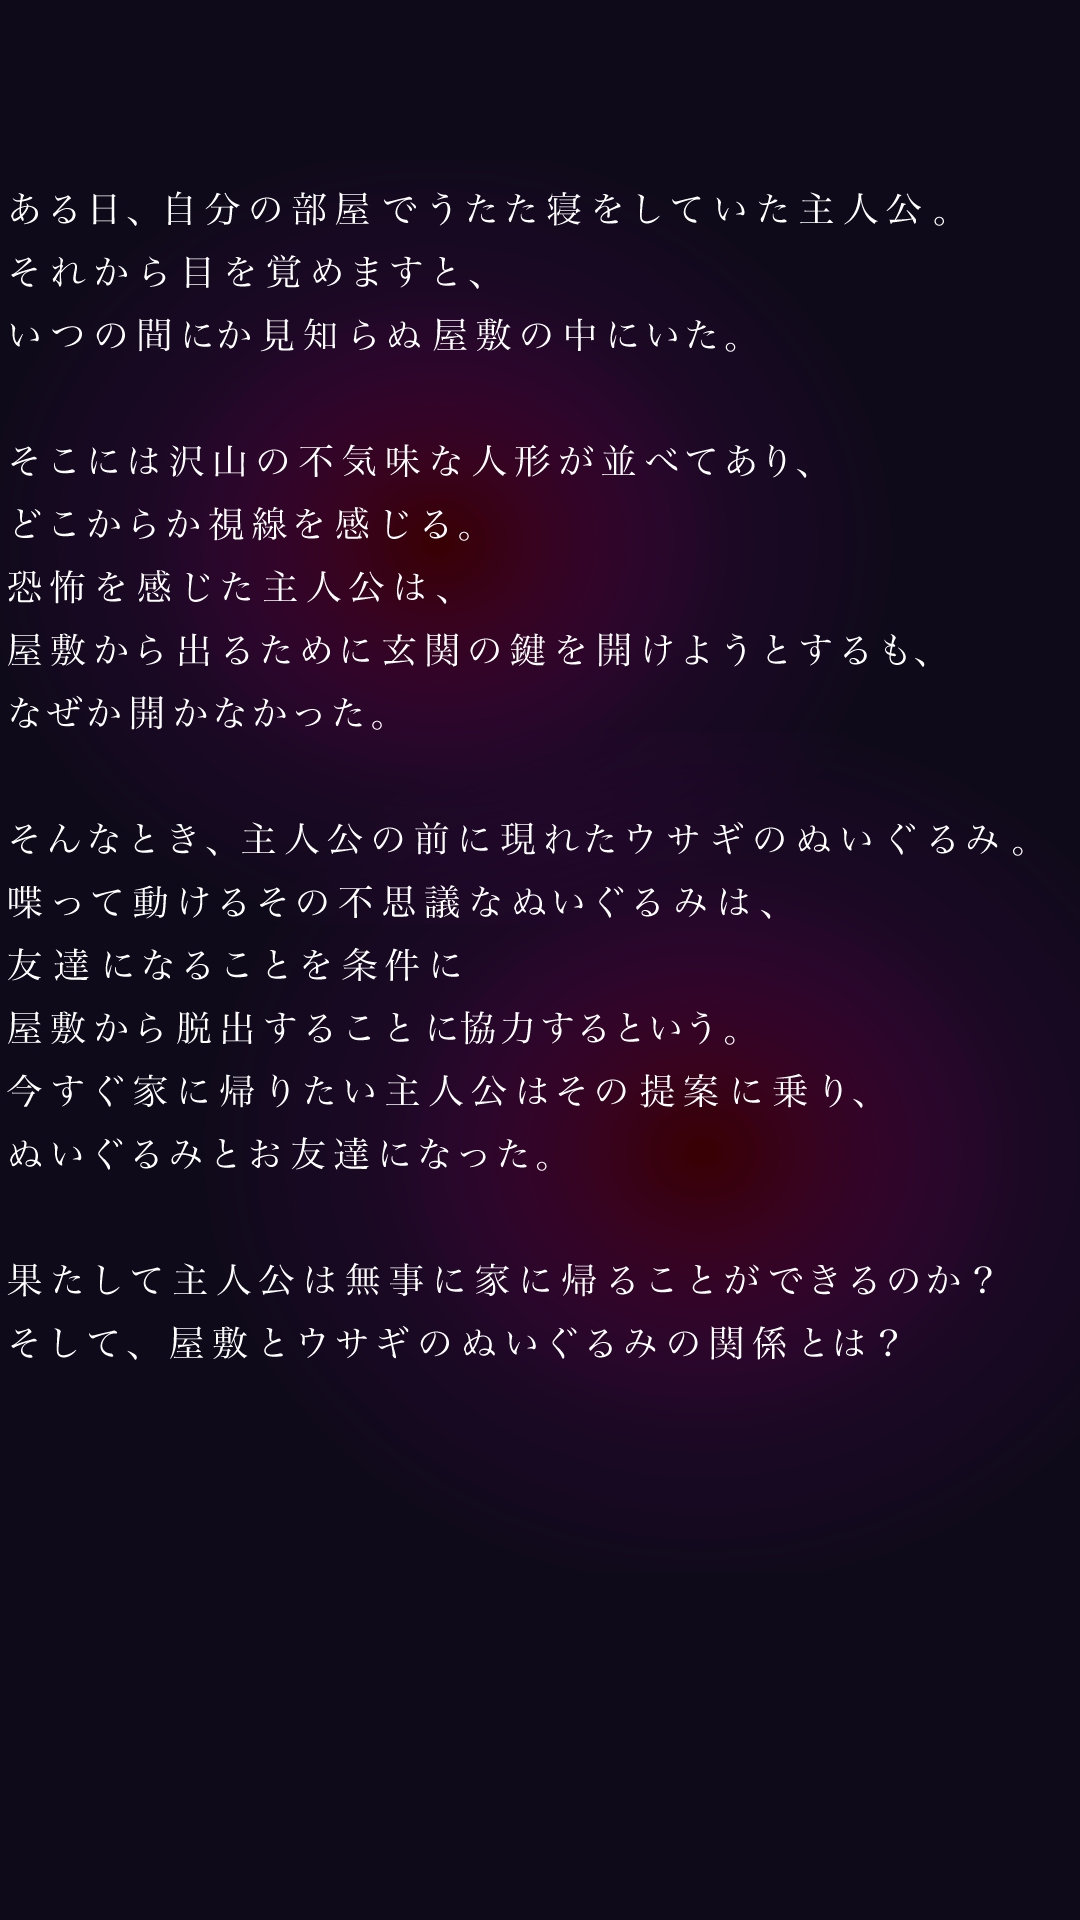 ある日、自分の部屋でうたた寝をしていた主人公。
それから目を覚めますと、
いつの間にか見知らぬ屋敷の中にいた。
そこには沢山の不気味な人形が並べてあり、
どこからか視線を感じる。
恐怖を感じた主人公は、
屋敷から出るために玄関の鍵を開けようとするも、
なぜか開かなかった。
そんなとき、主人公の前に現れたウサギのぬいぐるみ。
喋って動けるその不思議なぬいぐるみは、
友達になることを条件に
屋敷から脱出することに協力するという。
今すぐ家に帰りたい主人公はその提案に乗り、
ぬいぐるみとお友達になった。
果たして主人公は無事に家に帰ることができるのか？
そして、屋敷とウサギのぬいぐるみの関係とは？